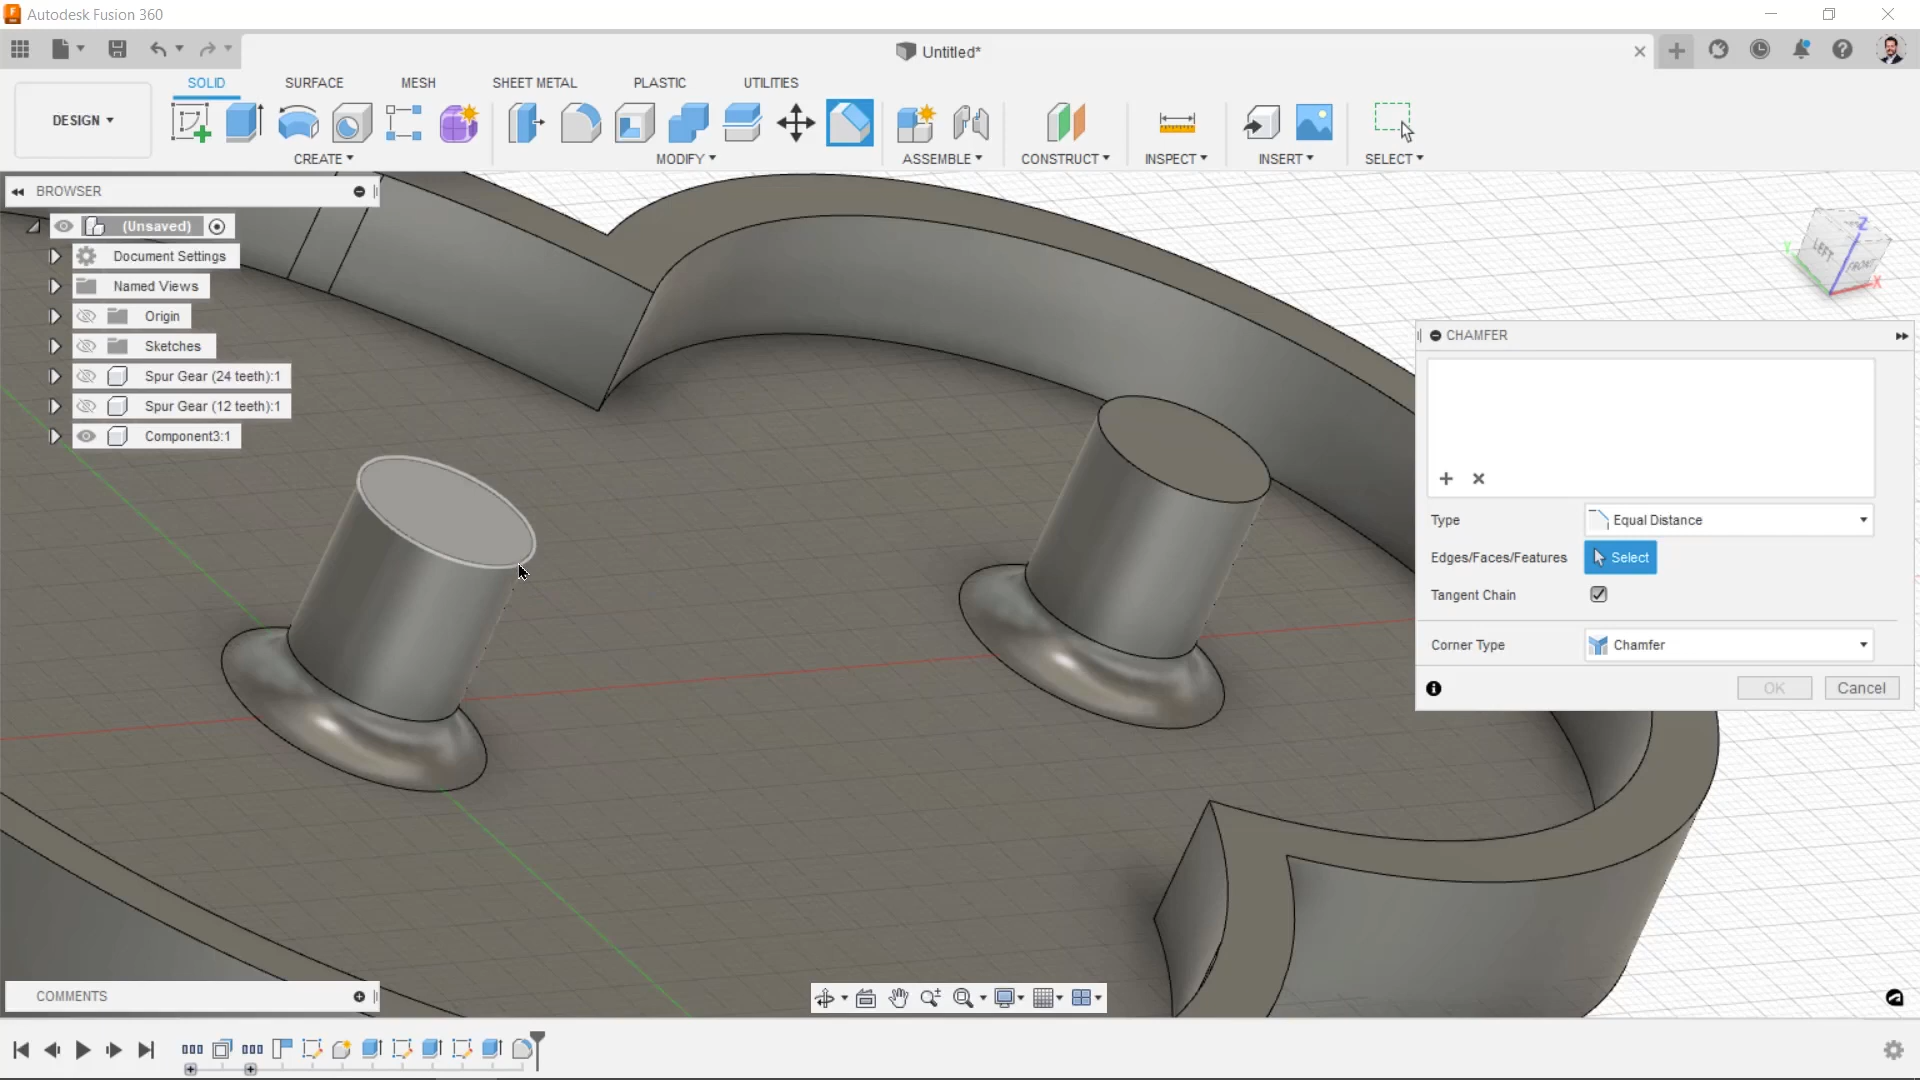 Autodesk Fusion 360
Untitled*
SOLID SURFACE MESH SHEET METAL PLASTIC UTILITIES
DESIGN
CREATE MODIFY ASSEMBLE CONSTRUCT INSPECT INSERT SELECT
BROWSER
(Unsaved)
Document Settings
Named Views
Origin
Sketches
Spur Gear (24 teeth):1
Spur Gear (12 teeth):1
Component3:1
Z
Y
X
LEFT
FRONT
CHAMFER
Type Equal Distance
Edges/Faces/Features Select
Tangent Chain
Corner Type Chamfer
OK Cancel
COMMENTS